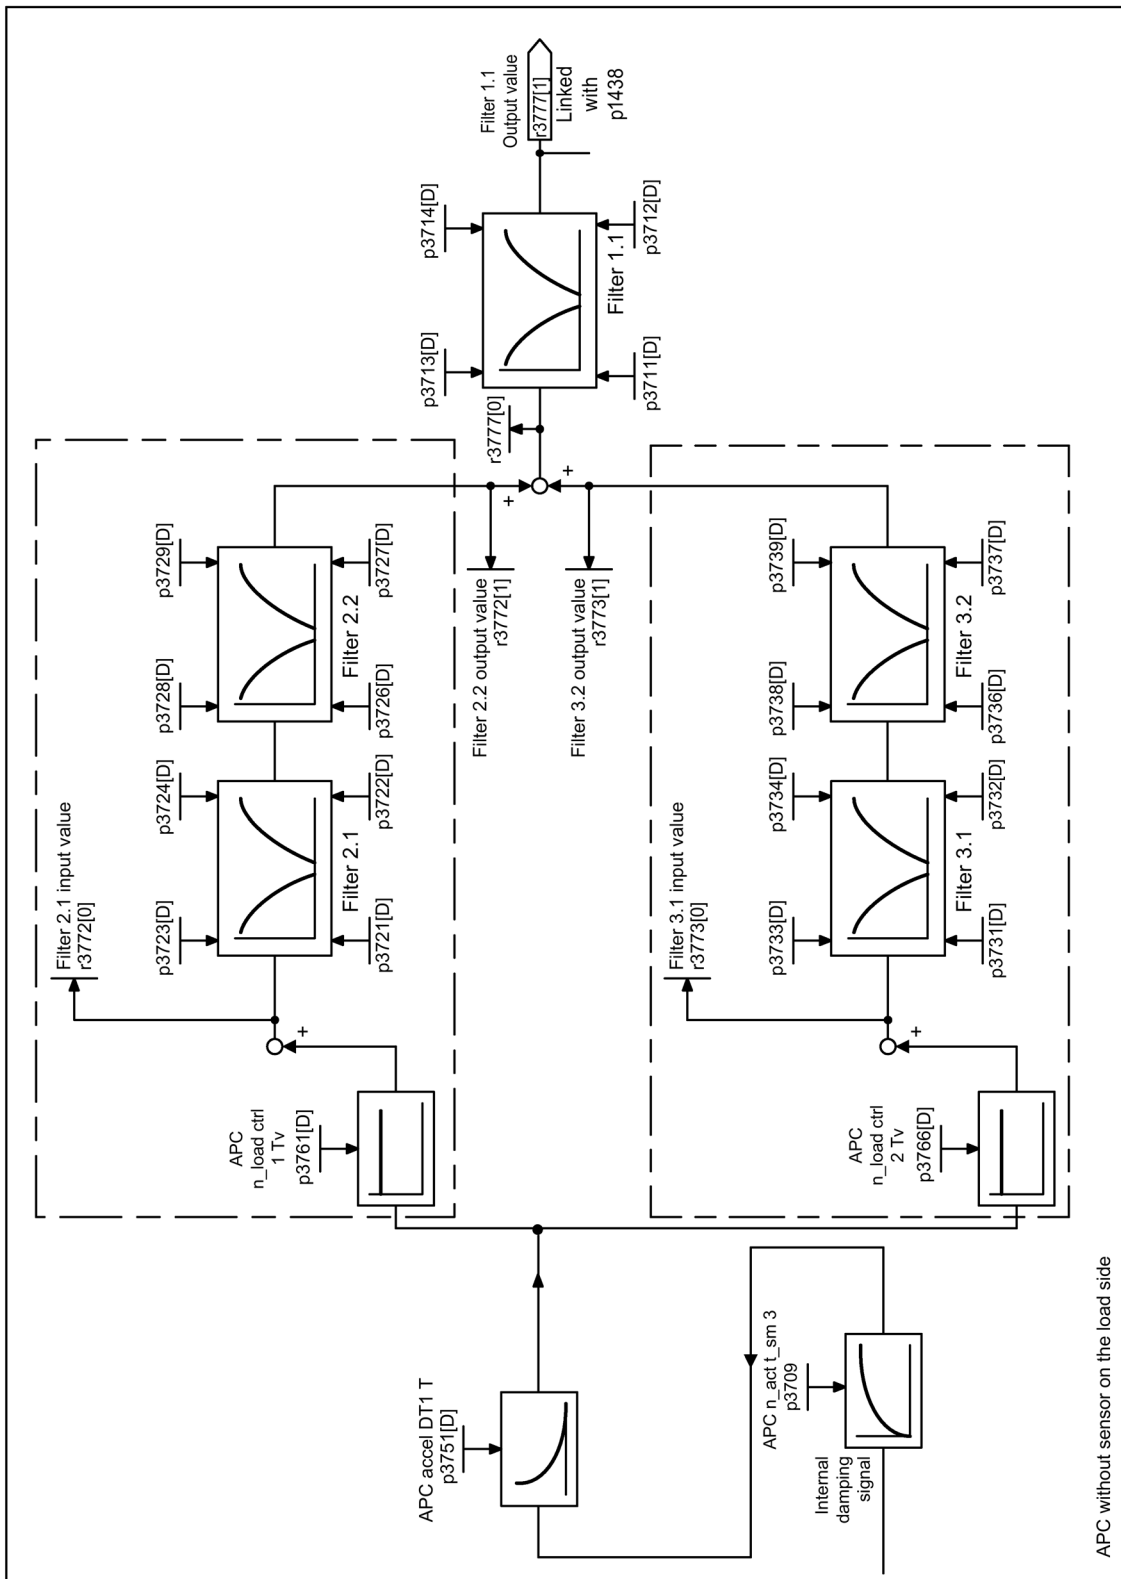 Internal
damping
signal
APC n_act t_sm 3
p3709
APC accel DT1 T
p3751[D]
APC
n_load ctrl
1 Tv
p3761[D]
+
Filter 2.1 input value
r3772[0]
p3723[D]
p3724[D]
p3721[D]
p3722[D]
Filter 2.1
p3728[D]
p3729[D]
p3726[D]
p3727[D]
Filter 2.2
Filter 2.2 output value
r3772[1]
+
APC
n_load ctrl
2 Tv
p3766[D]
+
Filter 3.1 input value
r3773[0]
p3733[D]
p3734[D]
p3731[D]
p3732[D]
Filter 3.1
p3738[D]
p3739[D]
p3736[D]
p3737[D]
Filter 3.2
Filter 3.2 output value
r3773[1]
+
r3777[0]
p3713[D]
p3714[D]
p3711[D]
p3712[D]
Filter 1.1
Filter 1.1
Output value
r3777[1]
Linked
with
p1438
APC without sensor on the load side